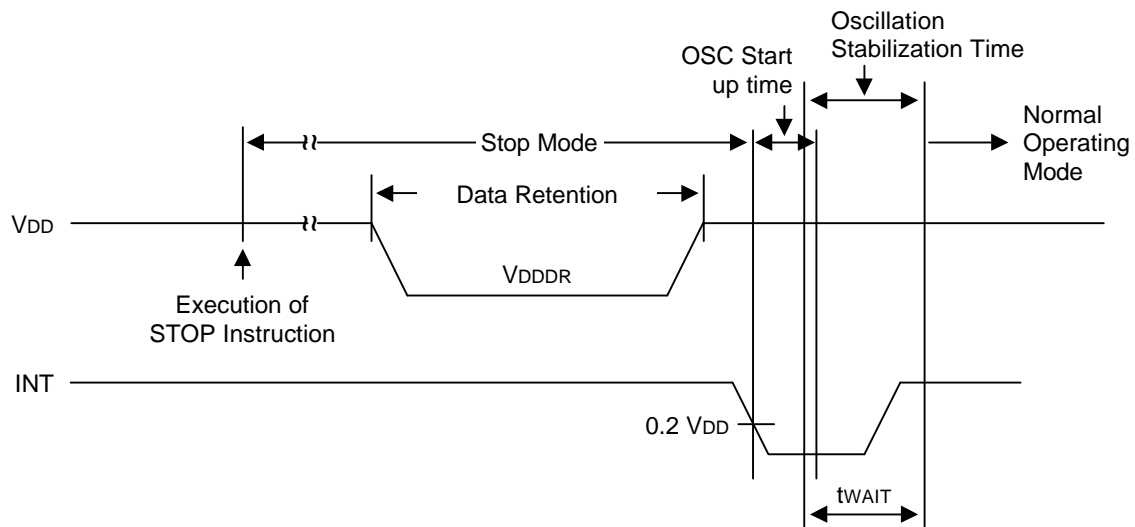 Oscillation
Stabilization Time
OSC Start
up time
Normal
Operating
Mode
Stop Mode
Data Retention
VDD
VDDDR
Execution of
STOP Instruction
INT
0.2 VDD
tWAIT